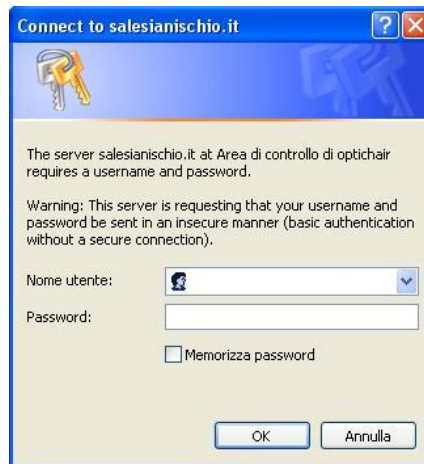 Connect to salesianischio.it
The server salesianischio.it at Area di controllo di optichair
requires a username and password.
Warning: This server is requesting that your username and
password be sent in an insecure manner (basic authentication
without a secure connection).
Nome utente:
Password:
Memorizza password
OK Annulla